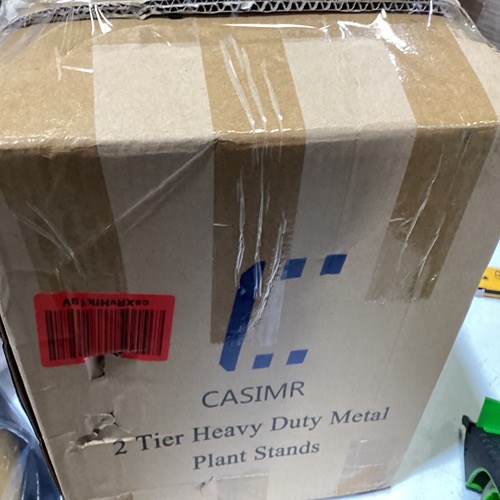 CASIMR
2 Tier Heavy Duty Metal
Plant Stands